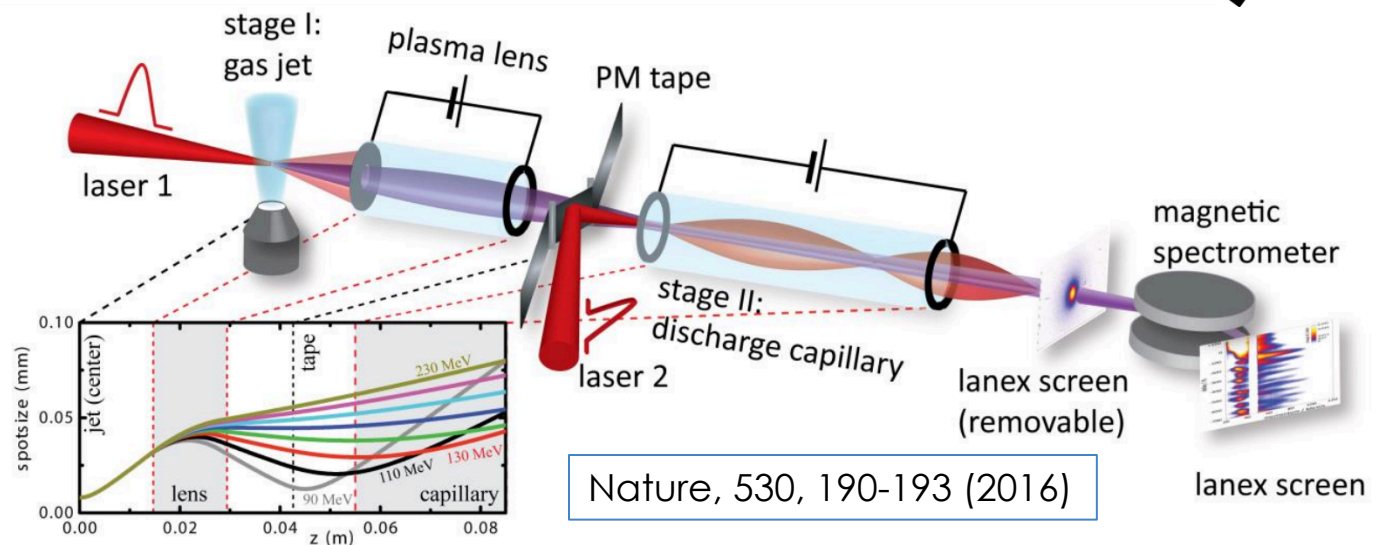 stage I:
gas jet
plasma lens
PM tape
laser 1
magnetic
spectrometer
stage II:
discharge capillary
laser 2
lanex screen
(removable)
lanex screen
0.10
0.05
0.00
spotsize (mm)
jet (center)
lens
tape
capillary
230 MeV
130 MeV
110 MeV
90 MeV
0.00
0.02
0.04
0.06
0.08
z (m)
Nature, 530, 190-193 (2016)